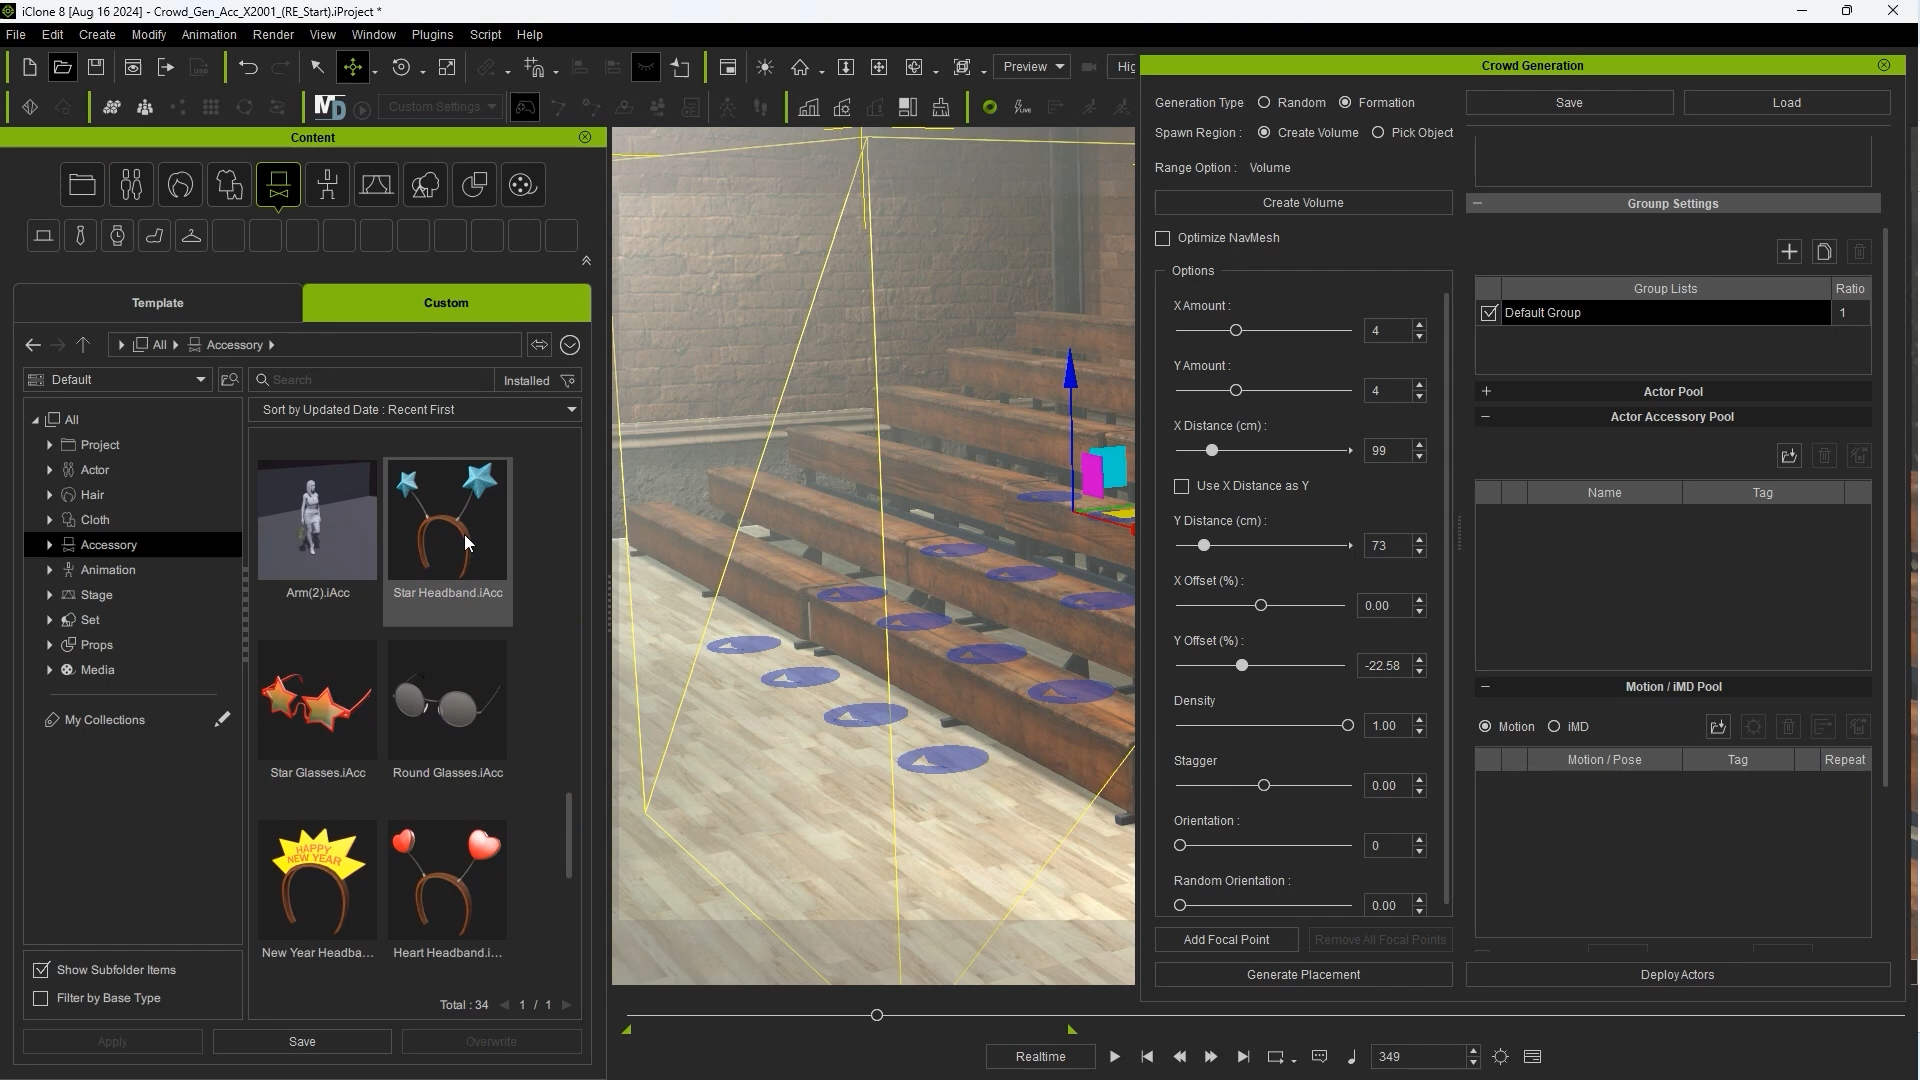 iClone 8 [Aug 16 2024] - Crowd_Gen_Acc_X2001_(RE_Start).iProject *
File Edit Create Modify Animation Render View Window Plugins Script Help
Preview
Hig
Custom Settings
Content
Template
Custom
All Accessory
Default
Search
Installed
Sort by Updated Date : Recent First
All
Project
Actor
Hair
Cloth
Accessory
Animation
Stage
Set
Props
Media
My Collections
Arm(2).iAcc
Star Headband.iAcc
Star Glasses.iAcc
Round Glasses.iAcc
HAPPY
NEW YEAR
New Year Headba...
Heart Headband.i...
Show Subfolder Items
Filter by Base Type
Total : 34 1 / 1
Apply
Save
Overwrite
Realtime
349
Crowd Generation
Generation Type Random Formation
Spawn Region : Create Volume Pick Object
Range Option : Volume
Create Volume
Optimize NavMesh
Options
X Amount :
4
Y Amount :
4
X Distance (cm) :
99
Use X Distance as Y
Y Distance (cm) :
73
X Offset (%) :
0.00
Y Offset (%) :
-22.58
Density
1.00
Stagger
0.00
Orientation :
0
Random Orientation :
0.00
Add Focal Point
Remove All Focal Points
Generate Placement
Save
Load
Grounp Settings
Group Lists Ratio
Default Group 1
Actor Pool
Actor Accessory Pool
Name Tag
Motion / iMD Pool
Motion iMD
Motion / Pose Tag Repeat
Deploy Actors